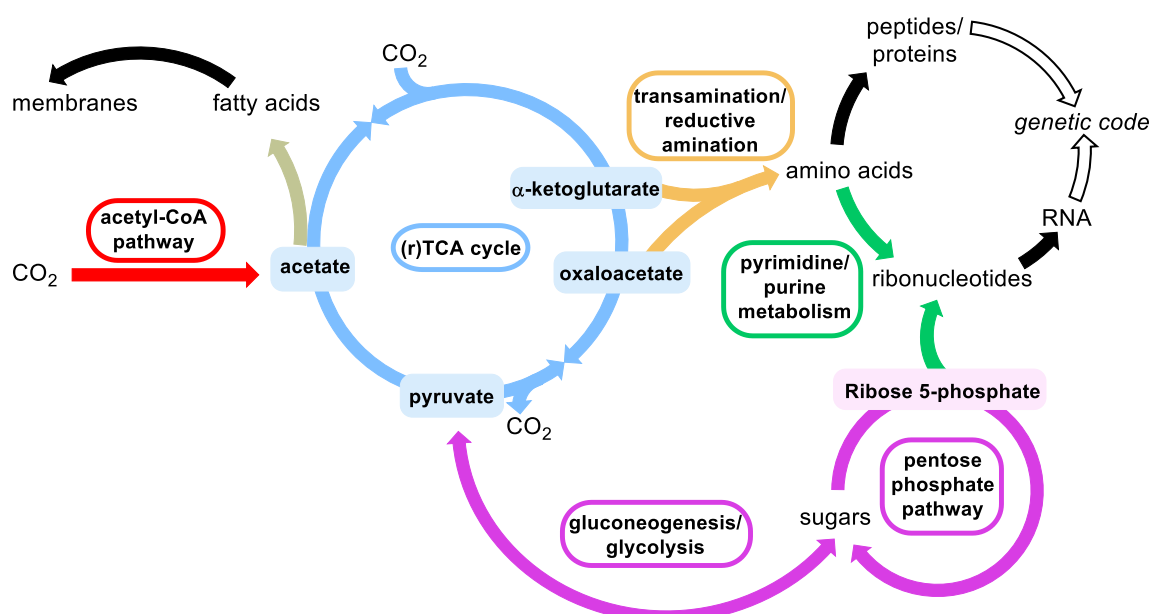 peptides/
proteins
CO2
membranes
fatty acids
transamination/
reductive
amination
genetic code
α-ketoglutarate
amino acids
acetyl-CoA
pathway
RNA
(r)TCA cycle
CO2
acetate
oxaloacetate
pyrimidine/
purine
metabolism
ribonucleotides
pyruvate
Ribose 5-phosphate
CO2
pentose
phosphate
pathway
gluconeogenesis/
glycolysis
sugars